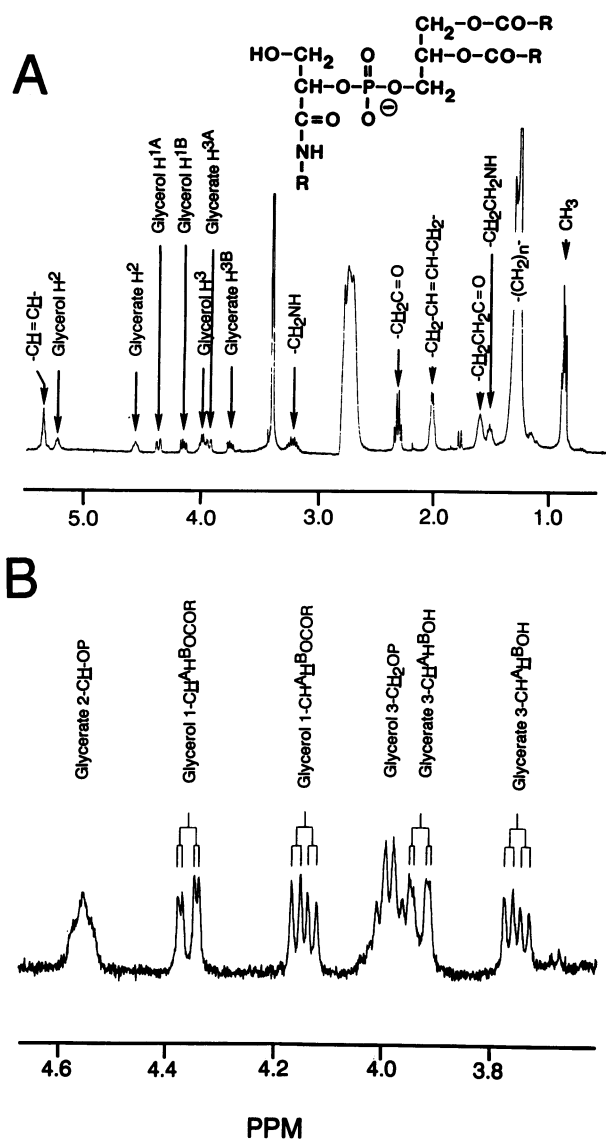 A
CH₂–O–CO–R
HO–CH₂ O CH–O–CO–R
CH–O–P–O–CH₂
C=O O ⊖
NH
R
-CH=CH-
Glycerol H²
Glycerate H²
Glycerol H¹ᴬ
Glycerol H¹ᴮ
Glycerol H³
Glycerate H³ᴬ
Glycerate H³ᴮ
-CH₂NH
-CH₂C=O
-CH₂-CH=CH-CH₂-
-CH₂CH₂C=O
-CH₂CH₂NH
-(CH₂)n-
CH₃
5.0 4.0 3.0 2.0 1.0
B
Glycerate 2-CH-OP
Glycerol 1-CHᴬHᴮOCOR
Glycerol 1-CHᴬHᴮOCOR
Glycerol 3-CH₂OP
Glycerate 3-CHᴬHᴮOH
Glycerate 3-CHᴬHᴮOH
4.6 4.4 4.2 4.0 3.8
PPM